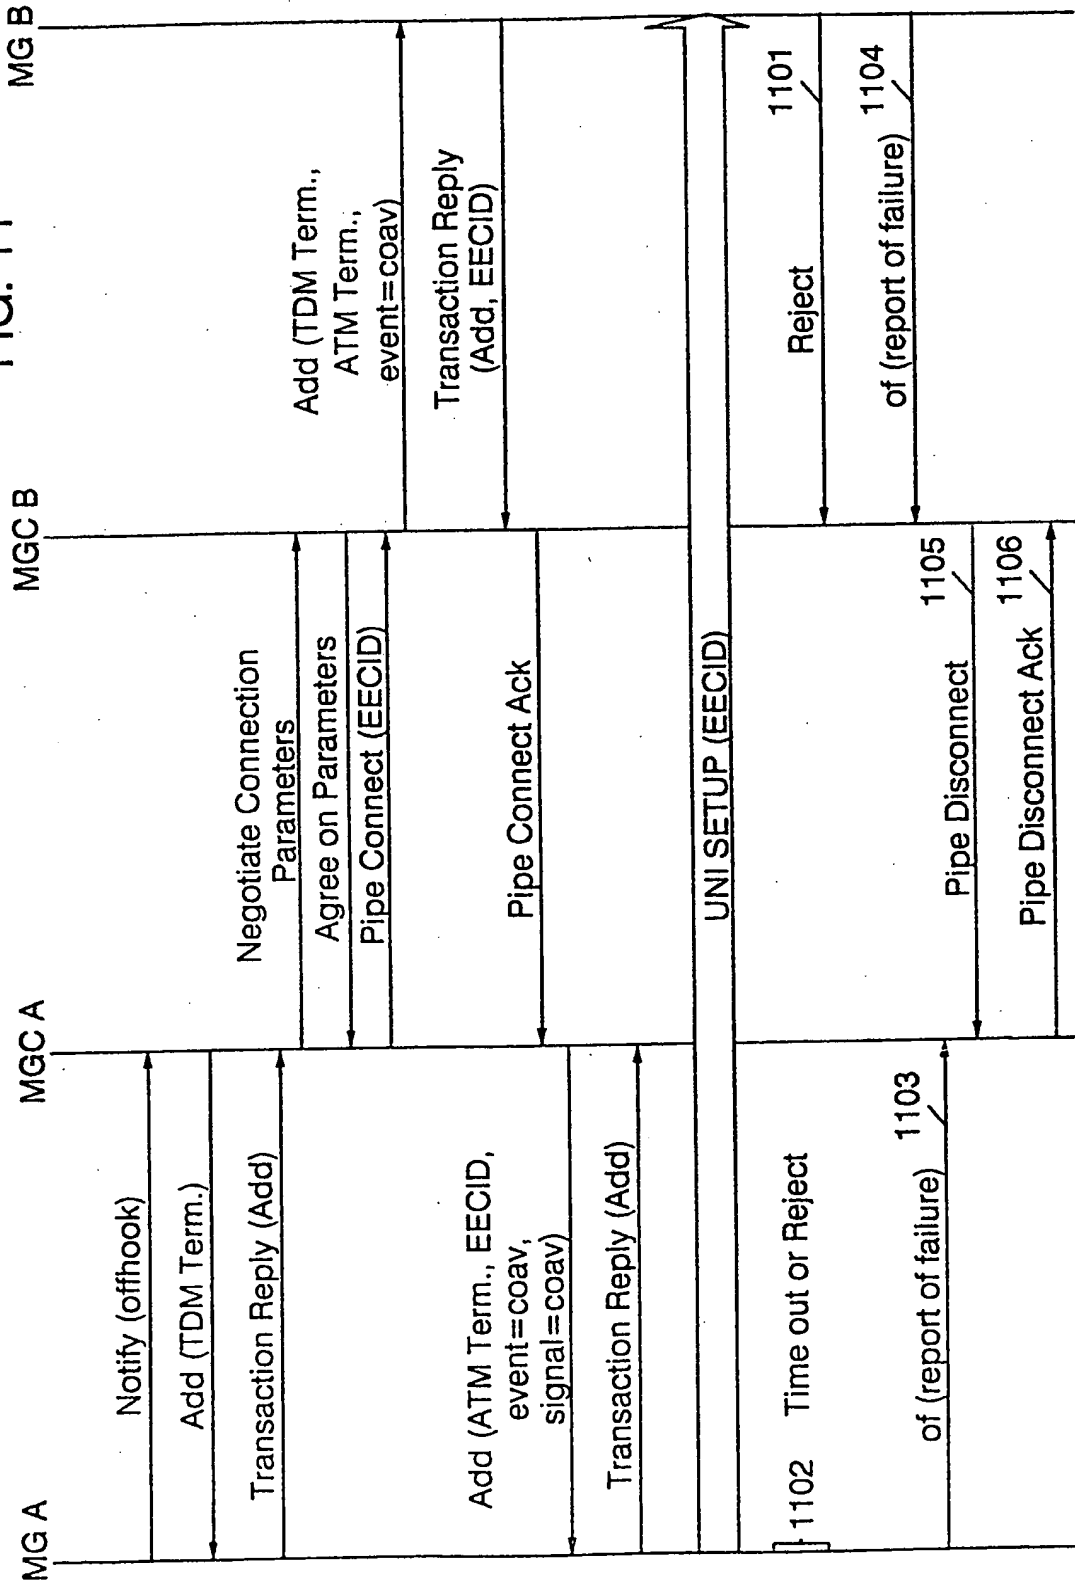 FIG. 11
MG A
MGC A
MGC B
MG B
Notify (offhook)
Add (TDM Term.)
Transaction Reply (Add)
Negotiate Connection
Parameters
Agree on Parameters
Pipe Connect (EECID)
Add (TDM Term.,
ATM Term.,
event=coav)
Transaction Reply
(Add, EECID)
Pipe Connect Ack
Add (ATM Term., EECID,
event=coav,
signal=coav)
Transaction Reply (Add)
UNI SETUP (EECID)
1102
Time out or Reject
Reject
1101
of (report of failure)
1104
of (report of failure)
1103
Pipe Disconnect
1105
Pipe Disconnect Ack
1106